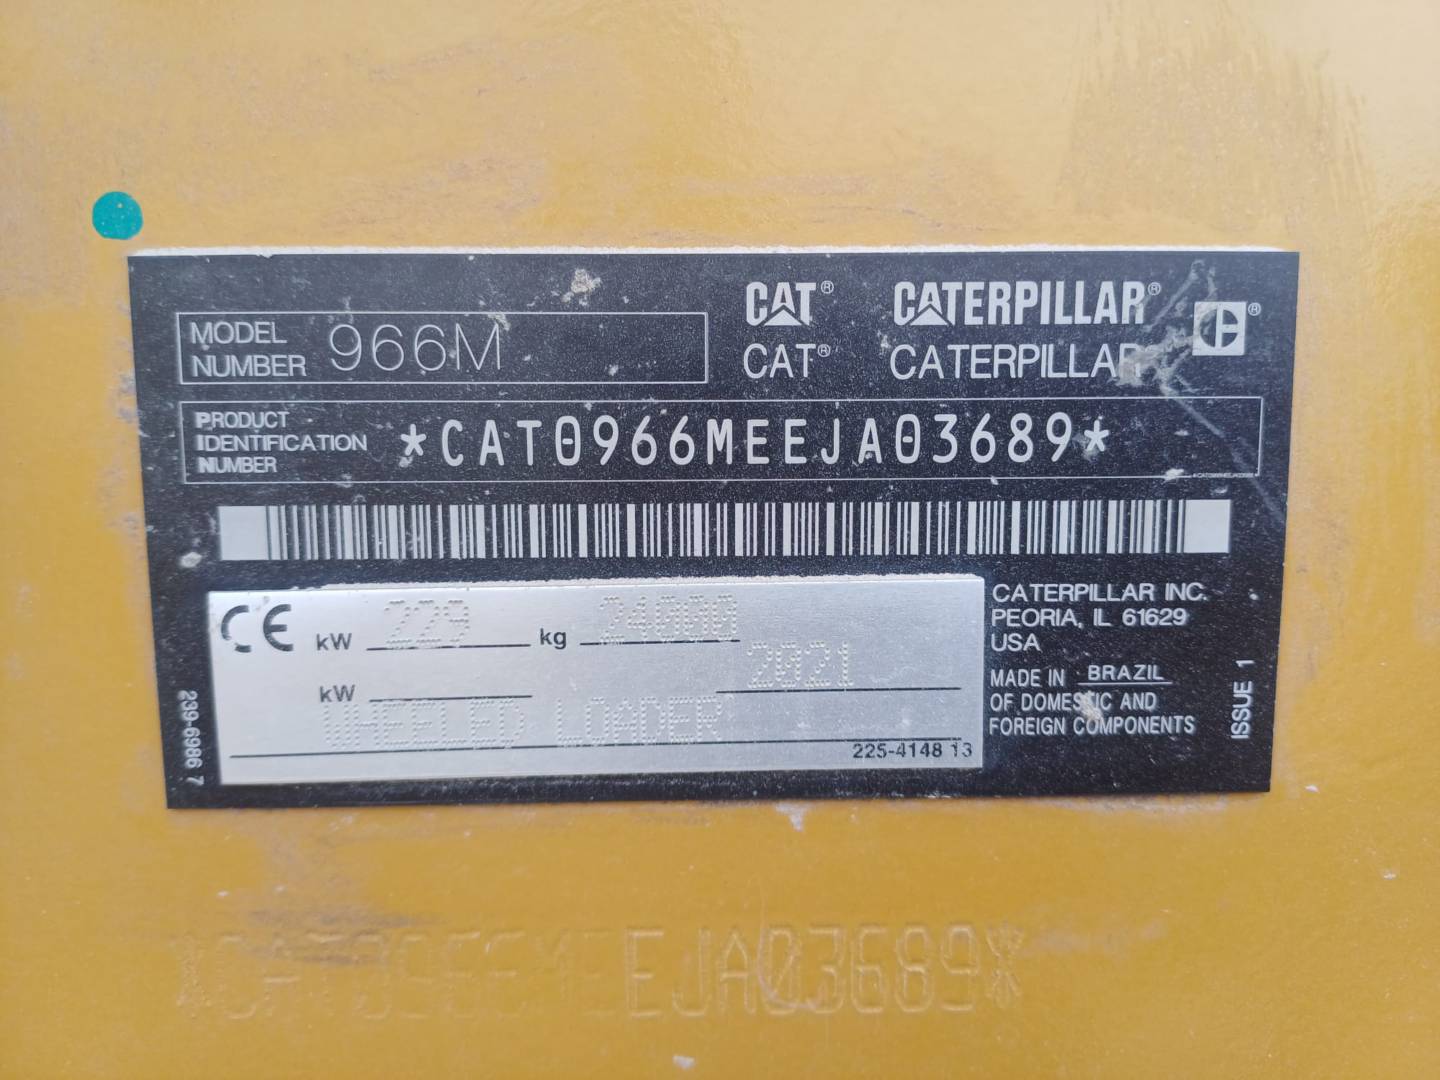 MODEL NUMBER 966M
CAT® CATERPILLAR® ®
CAT® CATERPILLAR®
PRODUCT IDENTIFICATION NUMBER *CAT0966MEEJA03689*
CE kW 229 kg 24000
kW 2021
WHEELED LOADER
225-4148 13
CATERPILLAR INC.
PEORIA, IL 61629
USA
MADE IN BRAZIL
OF DOMESTIC AND
FOREIGN COMPONENTS
239-6986 7
ISSUE 1
*CAT0966MEEJA03689*